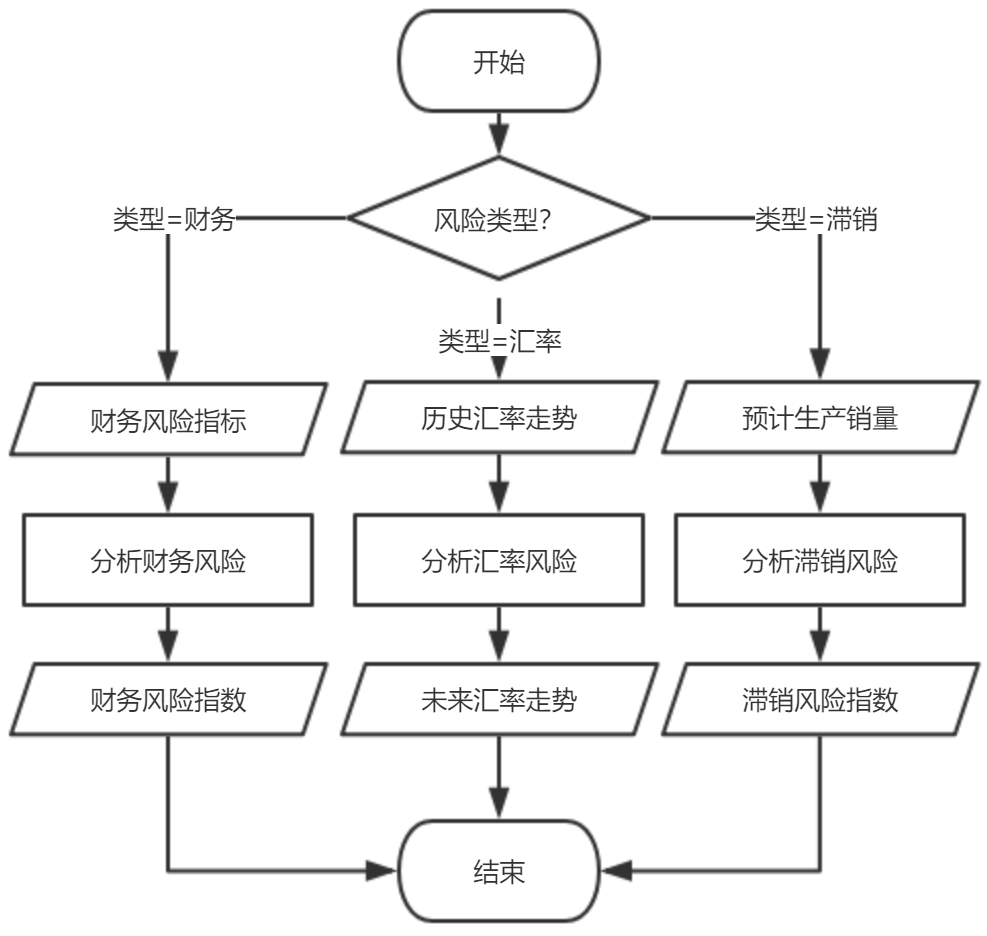 开始
风险类型?
类型=财务
类型=滞销
类型=汇率
财务风险指标
历史汇率走势
预计生产销量
分析财务风险
分析汇率风险
分析滞销风险
财务风险指数
未来汇率走势
滞销风险指数
结束